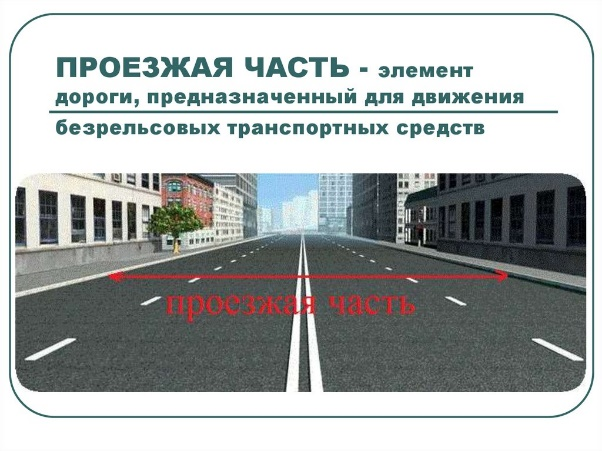 ПРОЕЗЖАЯ ЧАСТЬ - элемент
дороги, предназначенный для движения
безрельсовых транспортных средств
проезжая часть